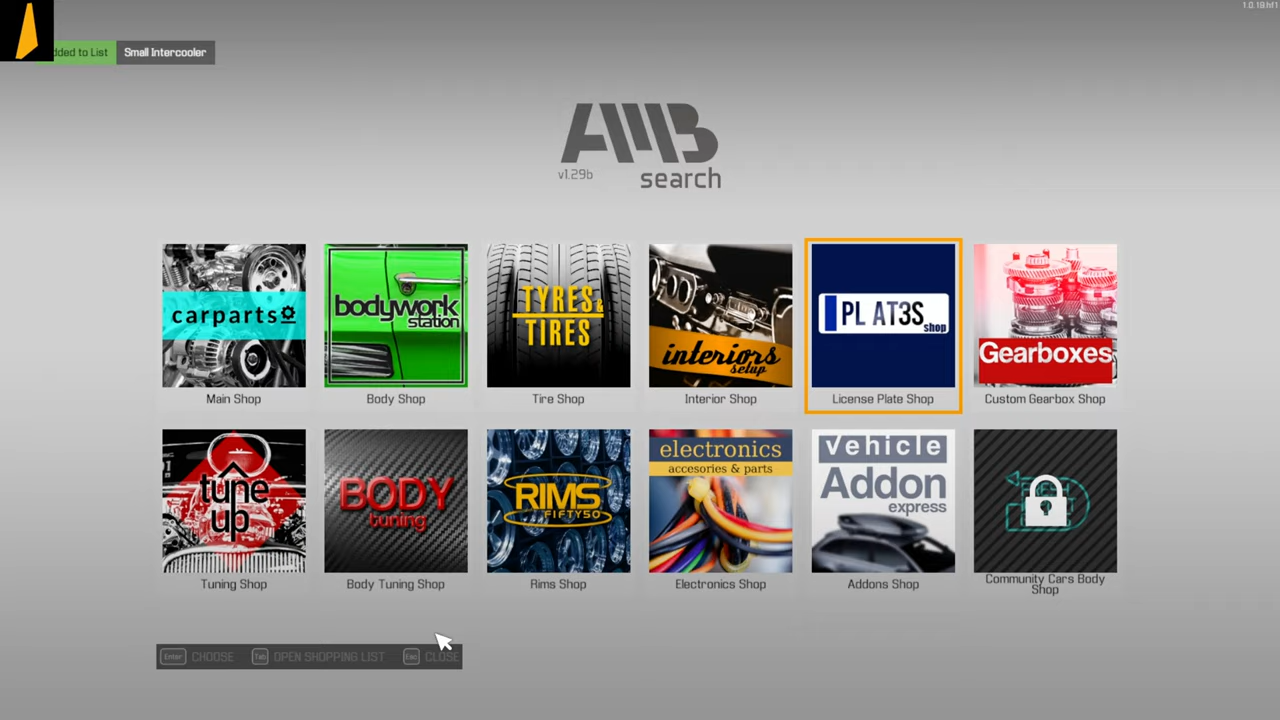 1.0.19.hf1
dded to List
Small Intercooler
AMB
v1.29b
search
carparts
bodywork
station
TYRES&
TIRES
interiors
setup
PL AT3S
shop
Gearboxes
Main Shop
Body Shop
Tire Shop
Interior Shop
License Plate Shop
Custom Gearbox Shop
tune
up
BODY
tuning
RIMS
FIFTY50
electronics
accesories & parts
vehicle
Addon
express
Tuning Shop
Body Tuning Shop
Rims Shop
Electronics Shop
Addons Shop
Community Cars Body
Shop
Enter CHOOSE Tab OPEN SHOPPING LIST Esc CLOSE